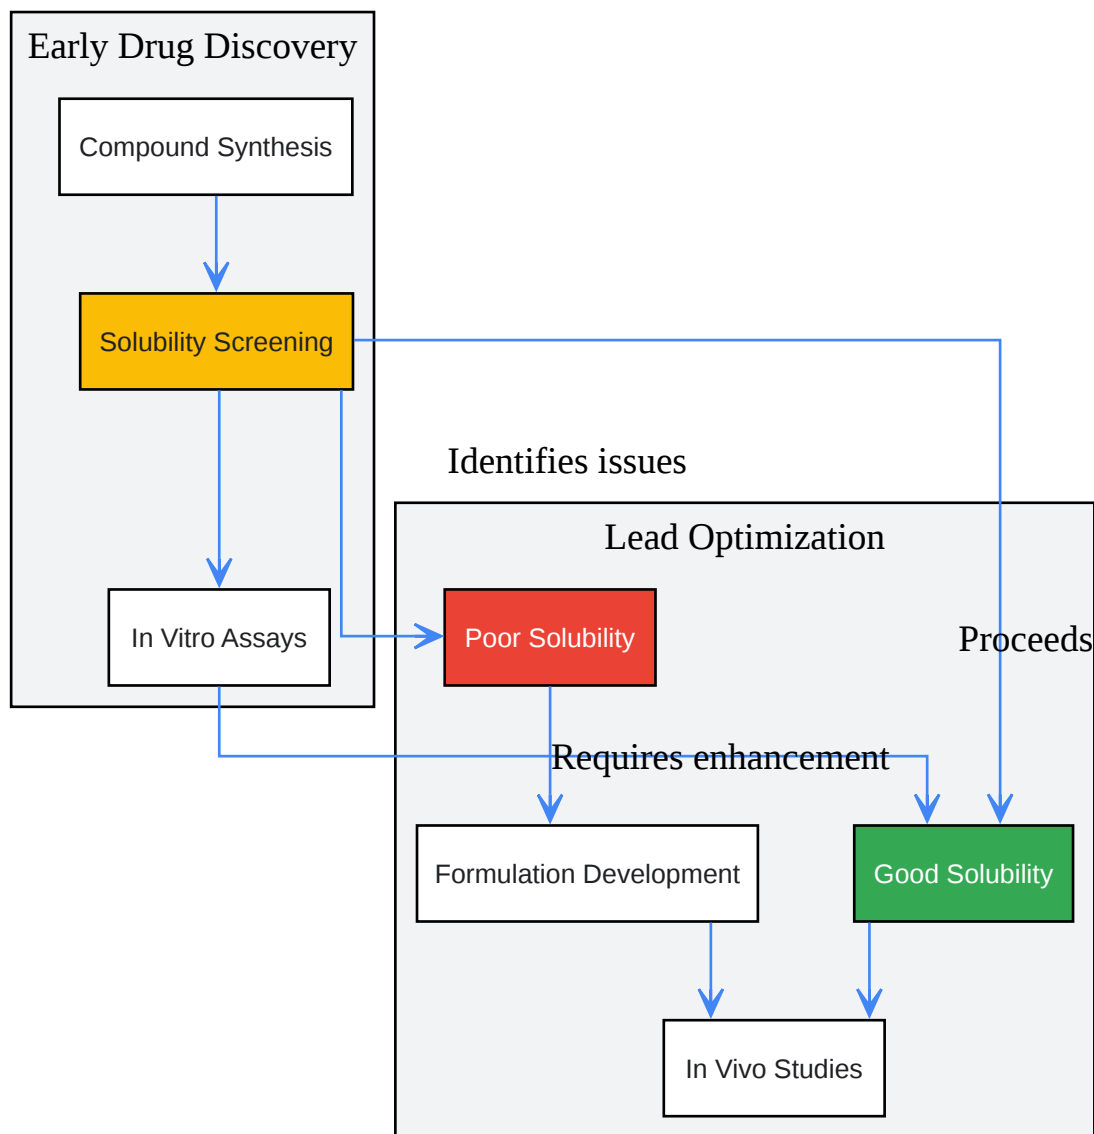 Early Drug Discovery
Compound Synthesis
Solubility Screening
Identifies issues
Lead Optimization
In Vitro Assays
Poor Solubility
Proceeds
Requires enhancement
Formulation Development
Good Solubility
In Vivo Studies